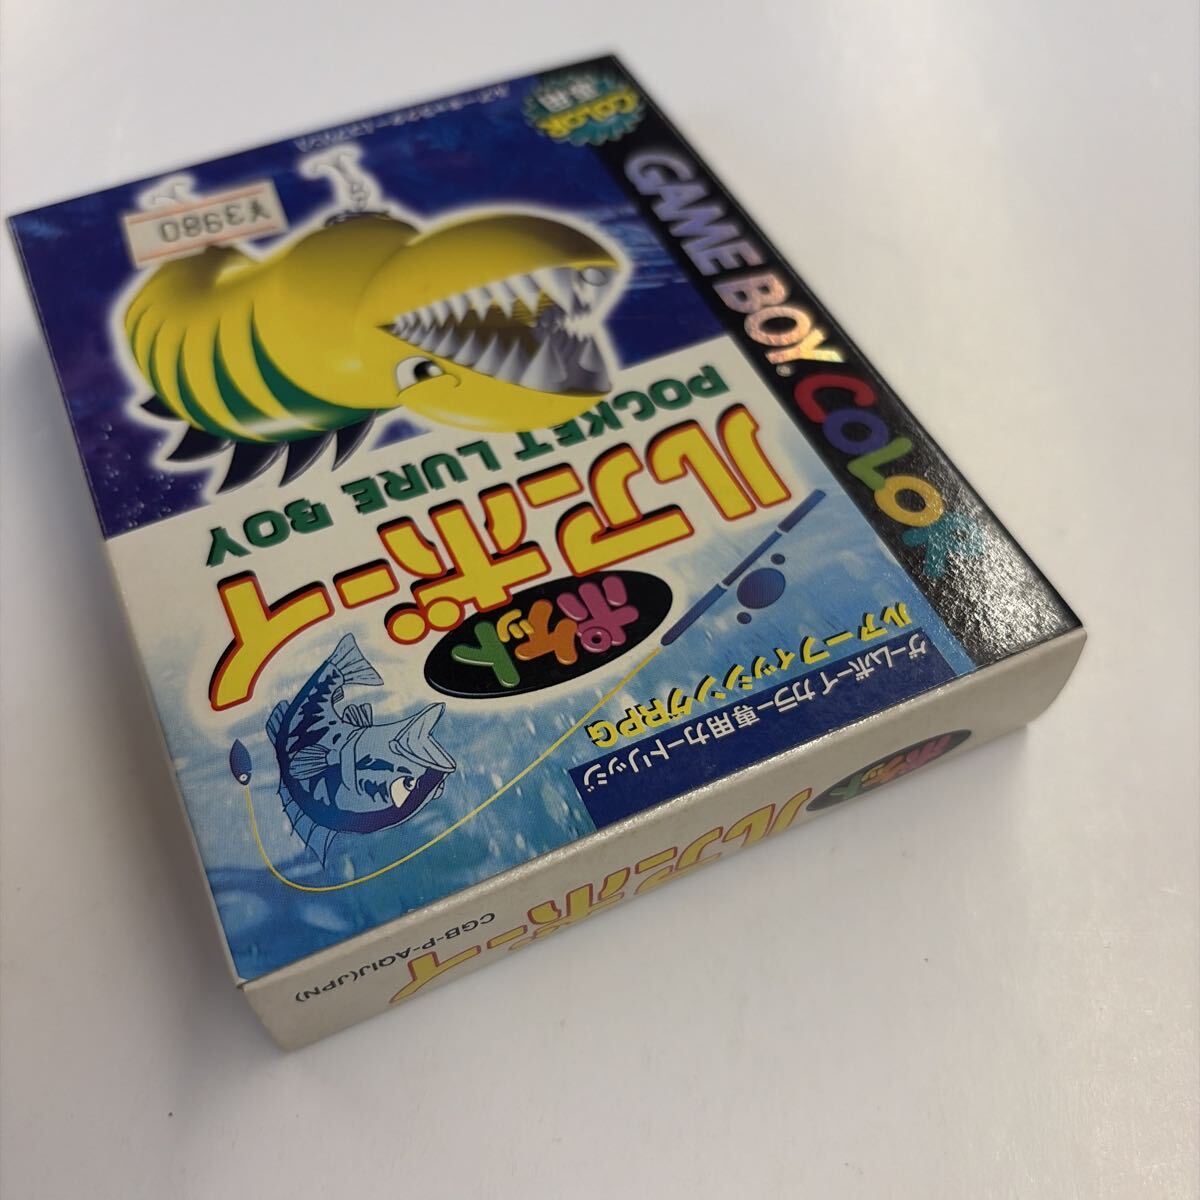 GAME BOY COLOR
COLOR
専用
ゲームボーイカラー専用カートリッジ
ルアーフィッシングRPG
ポケット
ルアーボーイ
POCKET LURE BOY
¥3980
ポケット
ルアーボーイ
CGB-P-AQIJ(JPN)